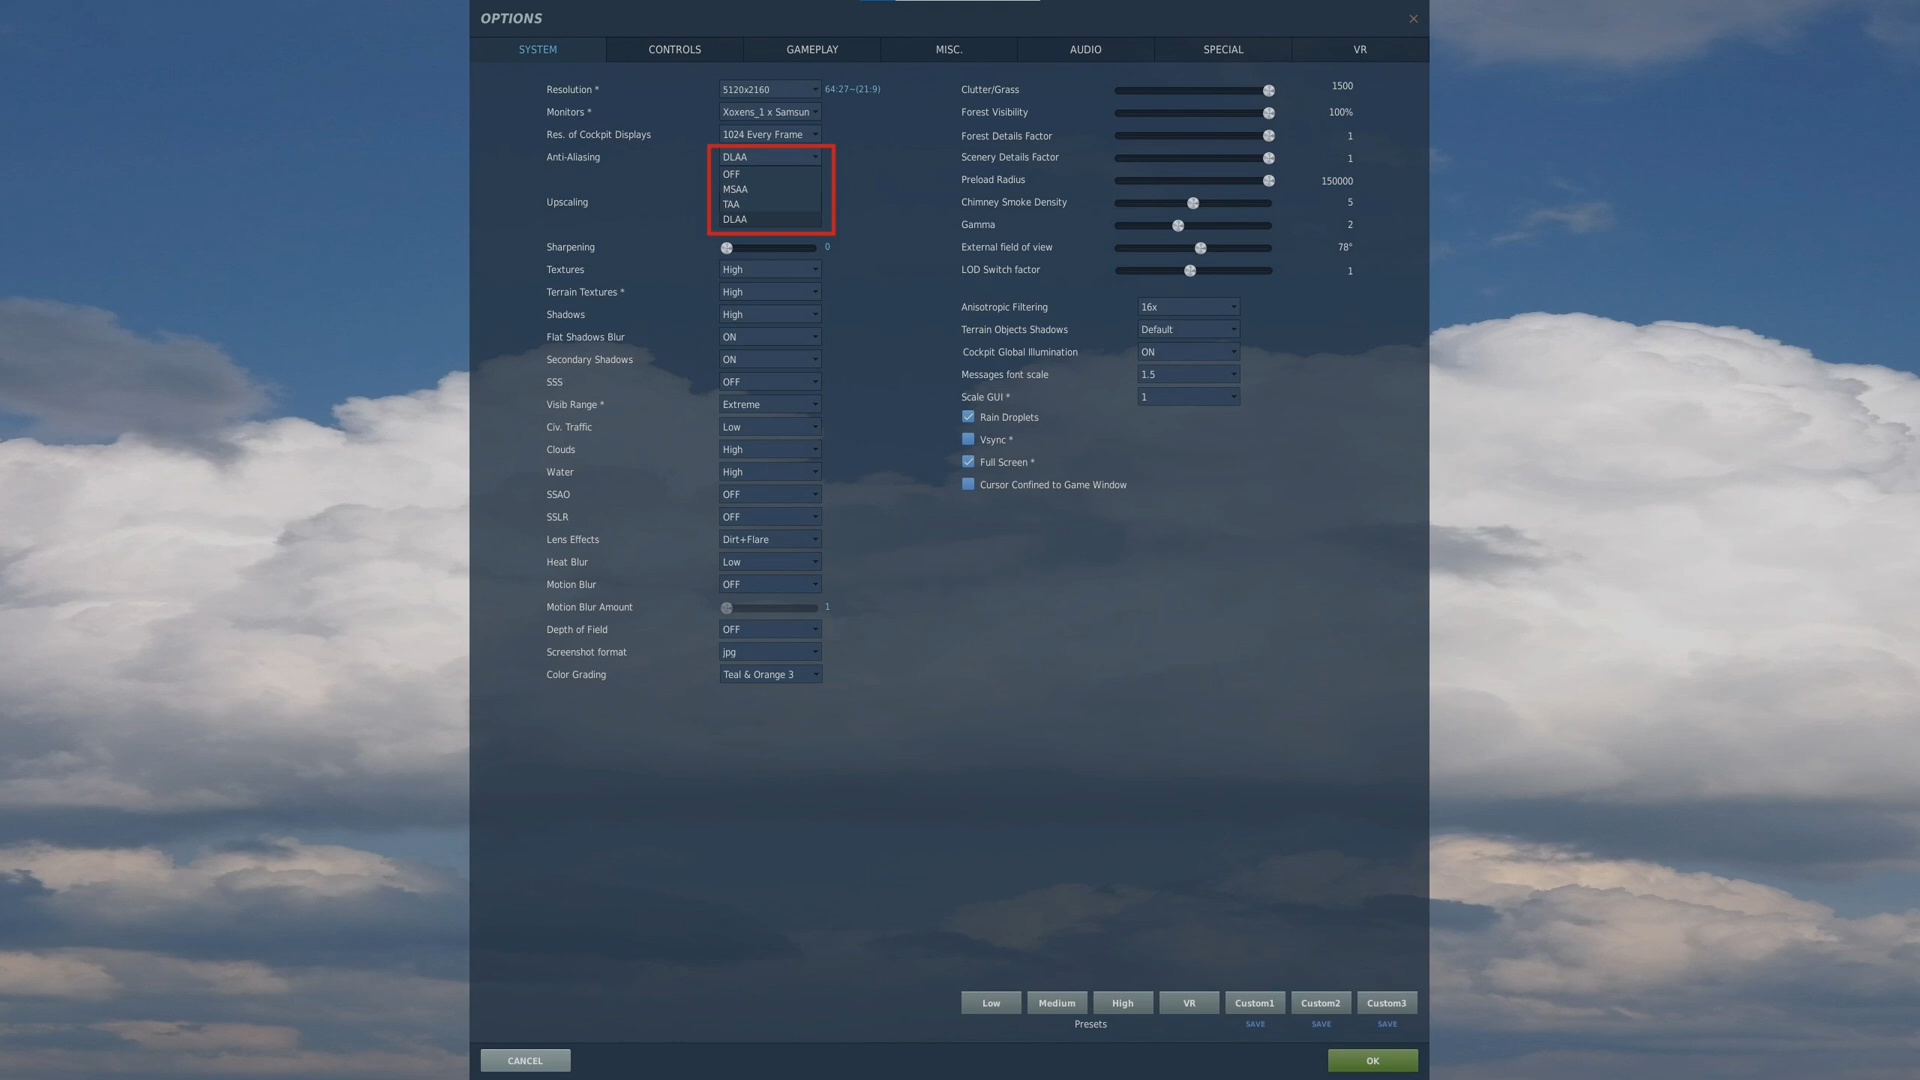 OPTIONS
SYSTEM CONTROLS GAMEPLAY MISC. AUDIO SPECIAL VR
Resolution * 5120x2160 64:27~(21:9)
Monitors * Xoxens_1 x Samsun
Res. of Cockpit Displays 1024 Every Frame
Anti-Aliasing DLAA
OFF
MSAA
TAA
DLAA
Upscaling
Sharpening 0
Textures High
Terrain Textures * High
Shadows High
Flat Shadows Blur ON
Secondary Shadows ON
SSS OFF
Visib Range * Extreme
Civ. Traffic Low
Clouds High
Water High
SSAO OFF
SSLR OFF
Lens Effects Dirt+Flare
Heat Blur Low
Motion Blur OFF
Motion Blur Amount 1
Depth of Field OFF
Screenshot format jpg
Color Grading Teal & Orange 3
Clutter/Grass 1500
Forest Visibility 100%
Forest Details Factor 1
Scenery Details Factor 1
Preload Radius 150000
Chimney Smoke Density 5
Gamma 2
External field of view 78°
LOD Switch factor 1
Anisotropic Filtering 16x
Terrain Objects Shadows Default
Cockpit Global Illumination ON
Messages font scale 1.5
Scale GUI * 1
Rain Droplets
Vsync *
Full Screen *
Cursor Confined to Game Window
Low Medium High VR Custom1 Custom2 Custom3
Presets SAVE SAVE SAVE
CANCEL OK